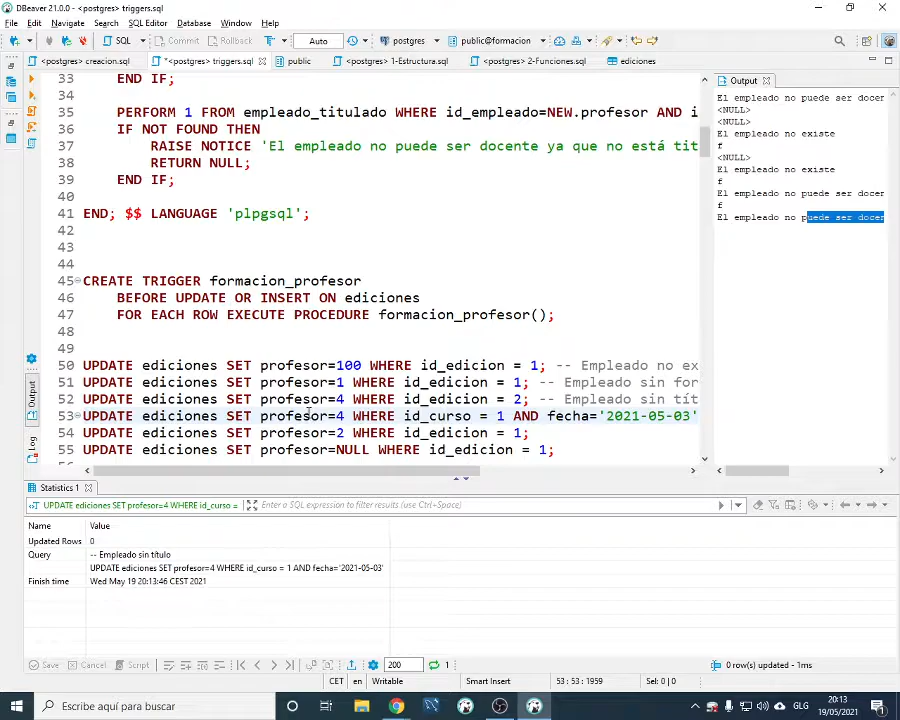 DBeaver 21.0.0 - <postgres> triggers.sql
File Edit Navigate Search SQL Editor Database Window Help
SQL Commit Rollback Auto postgres public@formacion
<postgres> creacion.sql *<postgres> triggers.sql public <postgres> 1-Estructura.sql <postgres> 2-Funciones.sql ediciones
33 END IF;
34
35 PERFORM 1 FROM empleado_titulado WHERE id_empleado=NEW.profesor AND i
36 IF NOT FOUND THEN
37 RAISE NOTICE 'El empleado no puede ser docente ya que no está tit
38 RETURN NULL;
39 END IF;
40
41 END; $$ LANGUAGE 'plpgsql';
42
43
44
45 CREATE TRIGGER formacion_profesor
46 BEFORE UPDATE OR INSERT ON ediciones
47 FOR EACH ROW EXECUTE PROCEDURE formacion_profesor();
48
49
50 UPDATE ediciones SET profesor=100 WHERE id_edicion = 1; -- Empleado no ex
51 UPDATE ediciones SET profesor=1 WHERE id_edicion = 1; -- Empleado sin for
52 UPDATE ediciones SET profesor=4 WHERE id_edicion = 2; -- Empleado sin tít
53 UPDATE ediciones SET profesor=4 WHERE id_curso = 1 AND fecha='2021-05-03'
54 UPDATE ediciones SET profesor=2 WHERE id_edicion = 1;
55 UPDATE ediciones SET profesor=NULL WHERE id_edicion = 1;
Output
El empleado no puede ser docer
<NULL>
<NULL>
El empleado no existe
f
<NULL>
El empleado no existe
f
El empleado no puede ser docer
f
El empleado no puede ser docer
Output
Log
Statistics 1
UPDATE ediciones SET profesor=4 WHERE id_curso = Enter a SQL expression to filter results (use Ctrl+Space)
Name Value
Updated Rows 0
Query -- Empleado sin título
UPDATE ediciones SET profesor=4 WHERE id_curso = 1 AND fecha='2021-05-03'
Finish time Wed May 19 20:13:46 CEST 2021
Save Cancel Script 200 1 0 row(s) updated - 1ms
CET en Writable Smart Insert 53 : 53 : 1959 Sel: 0 | 0
Escribe aquí para buscar GLG 20:13
19/05/2021 1